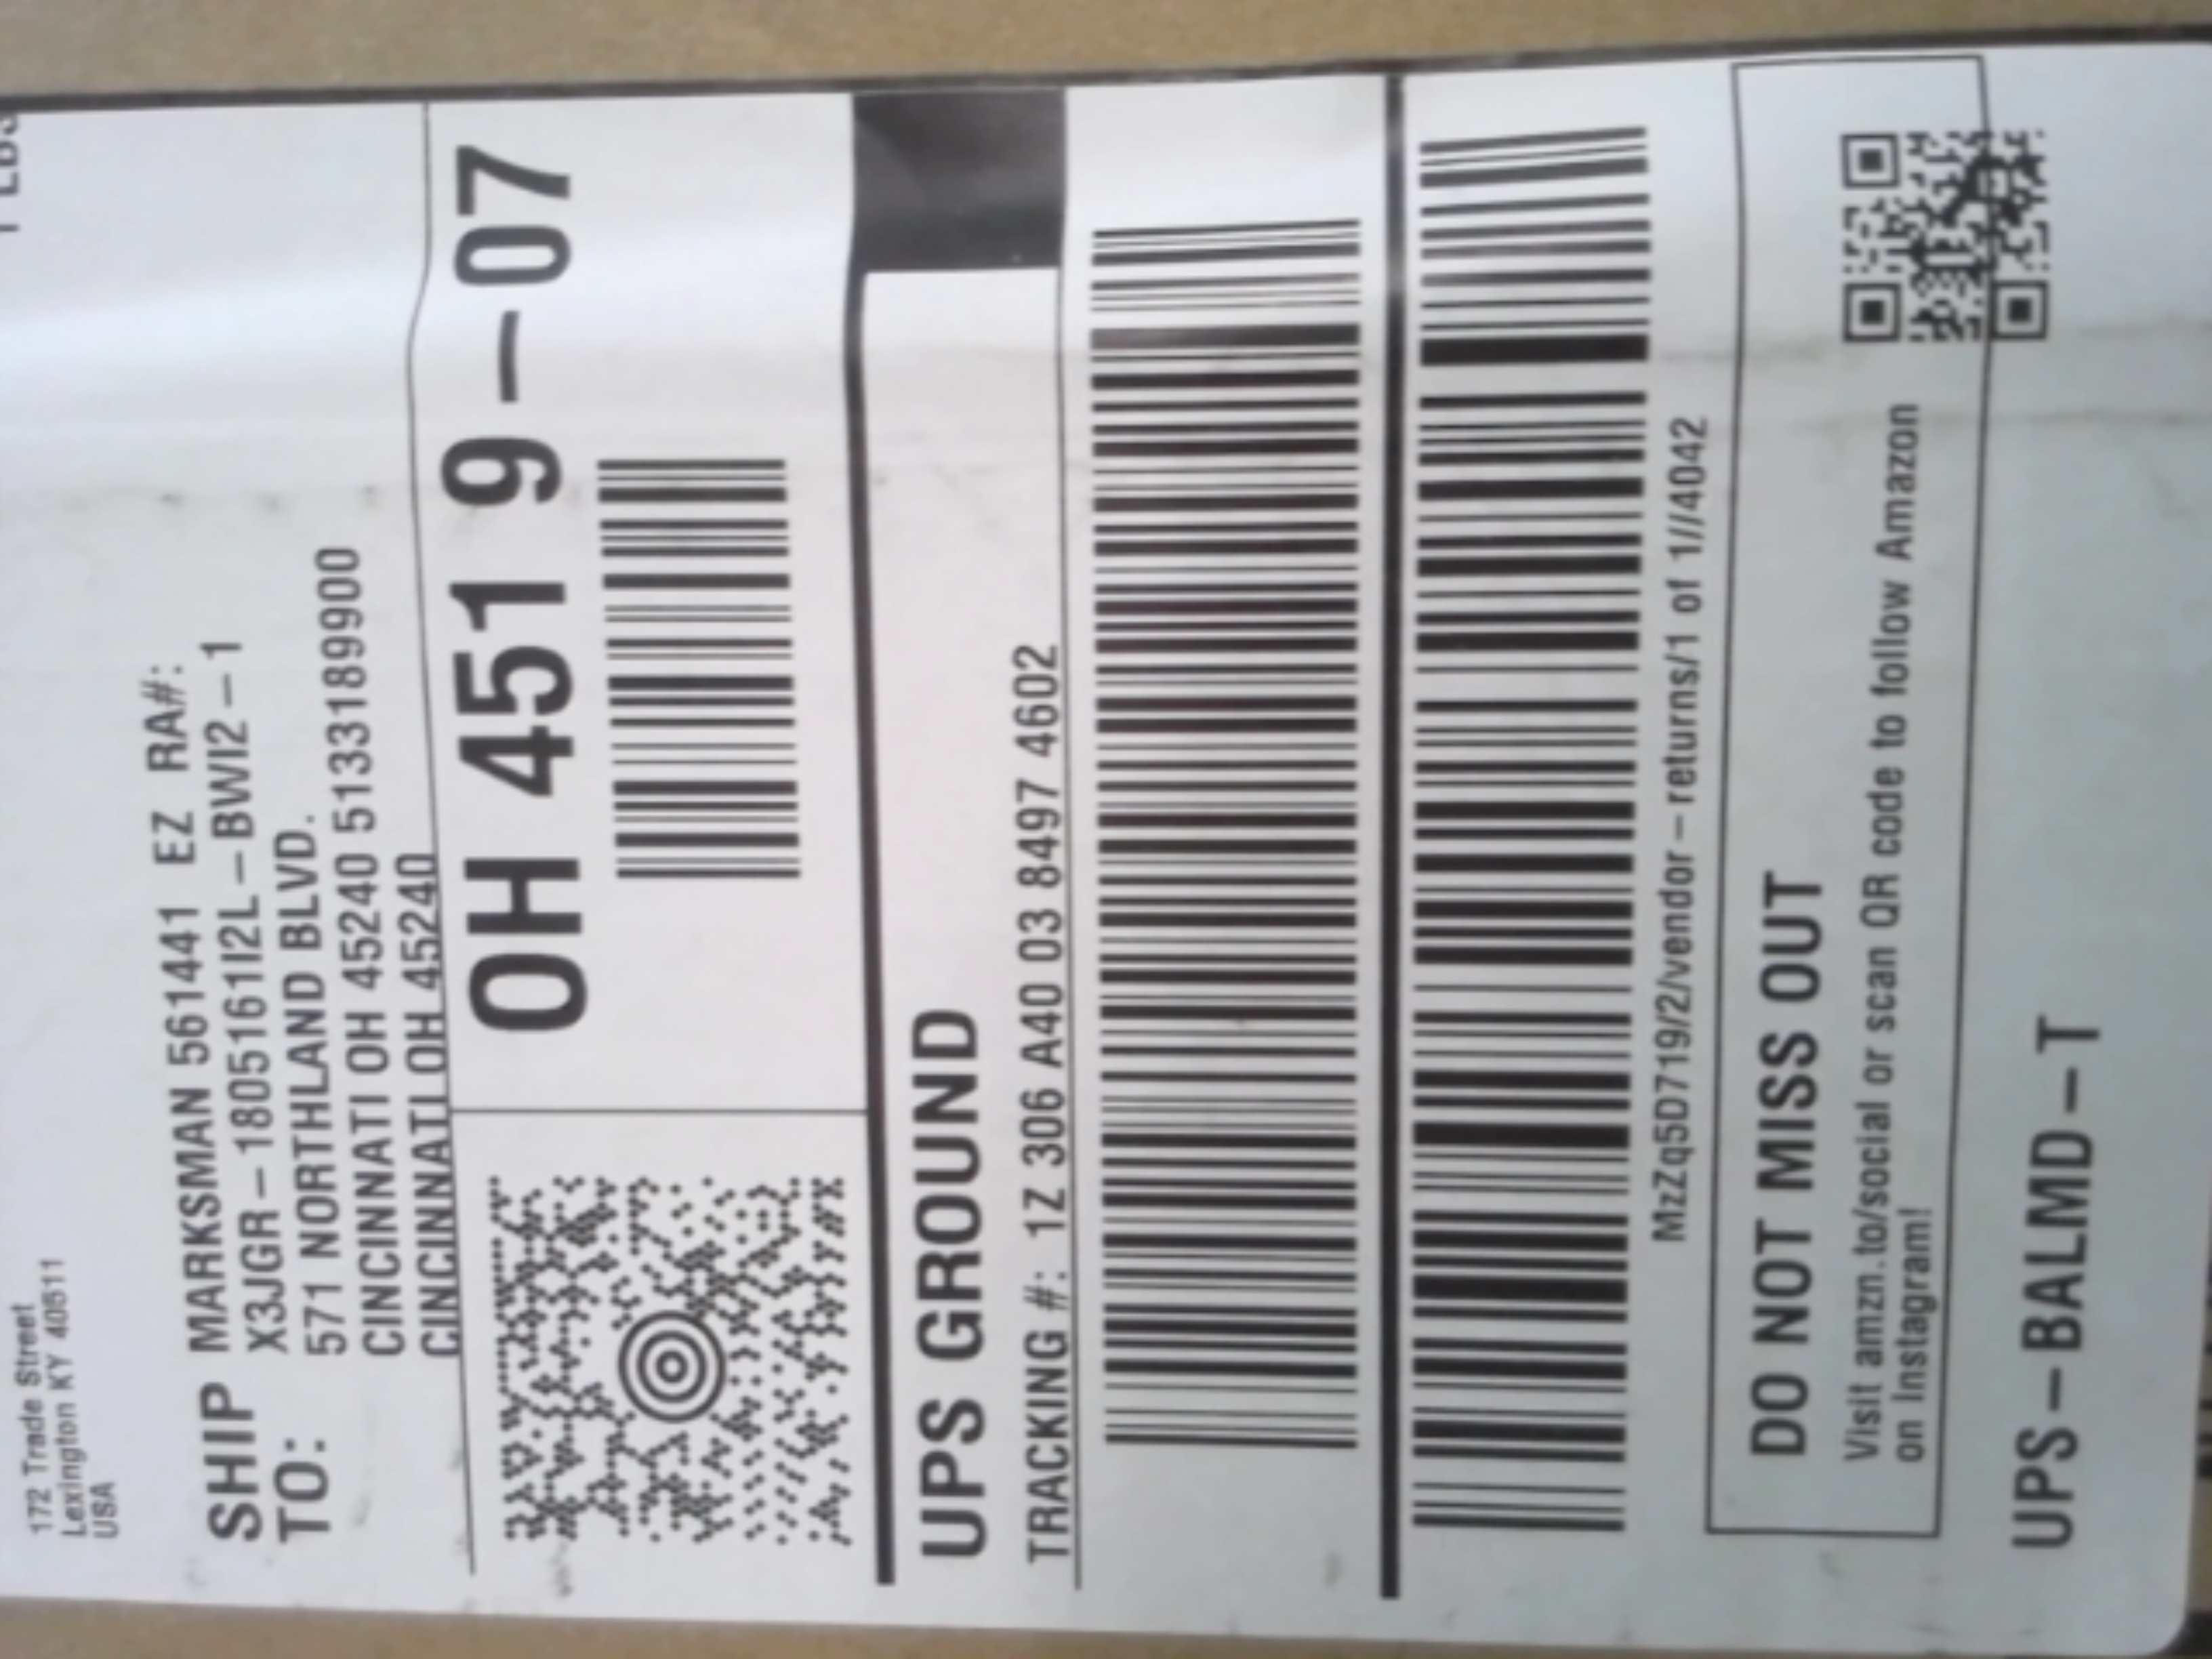 172 Trade Street
Lexington KY 40511
USA
SHIP TO:
MARKSMAN 561441 EZ RA#:
X3JGR-18051611I2L-BWI2-1
571 NORTHLAND BLVD.
CINCINNATI OH 45240 5133189900
CINCINNATI OH 45240
OH 451 9-07
UPS GROUND
TRACKING #: 1Z 306 A40 03 8497 4602
MzZq5D719/2/vendor-returns/1 of 1//4042
DO NOT MISS OUT
Visit amzn.to/social or scan QR code to follow Amazon
on Instagram!
UPS-BALMD-T